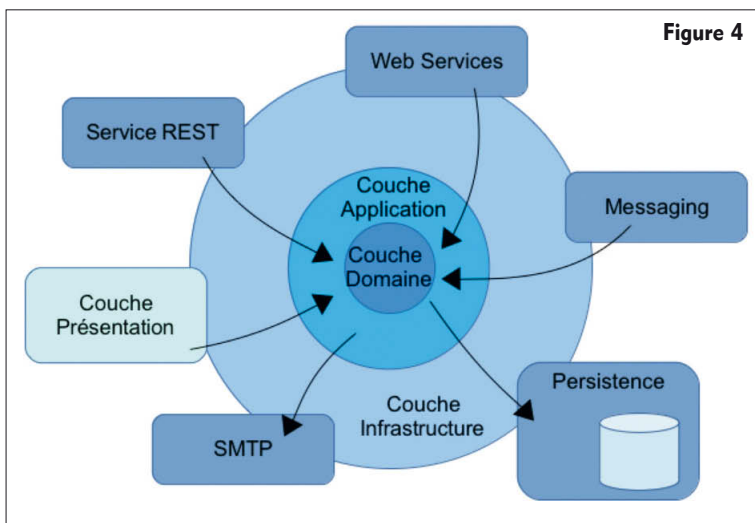 Figure 4
Web Services
Service REST
Couche
Application
Messaging
Couche
Domaine
Couche
Présentation
Persistence
Couche
Infrastructure
SMTP